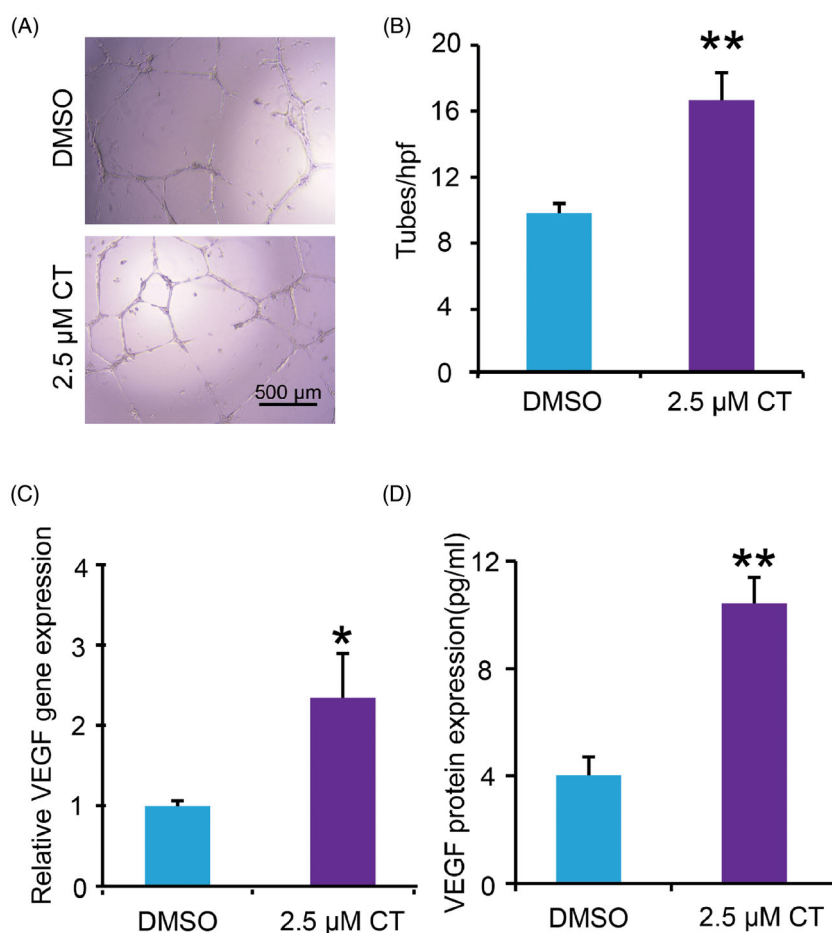 (A)
DMSO
2.5 µM CT
500 µm
(B)
Tubes/hpf
20
16
12
8
4
0
**
DMSO
2.5 µM CT
(C)
Relative VEGF gene expression
4
3
2
1
0
*
DMSO
2.5 µM CT
(D)
VEGF protein expression(pg/ml)
12
8
4
0
**
DMSO
2.5 µM CT